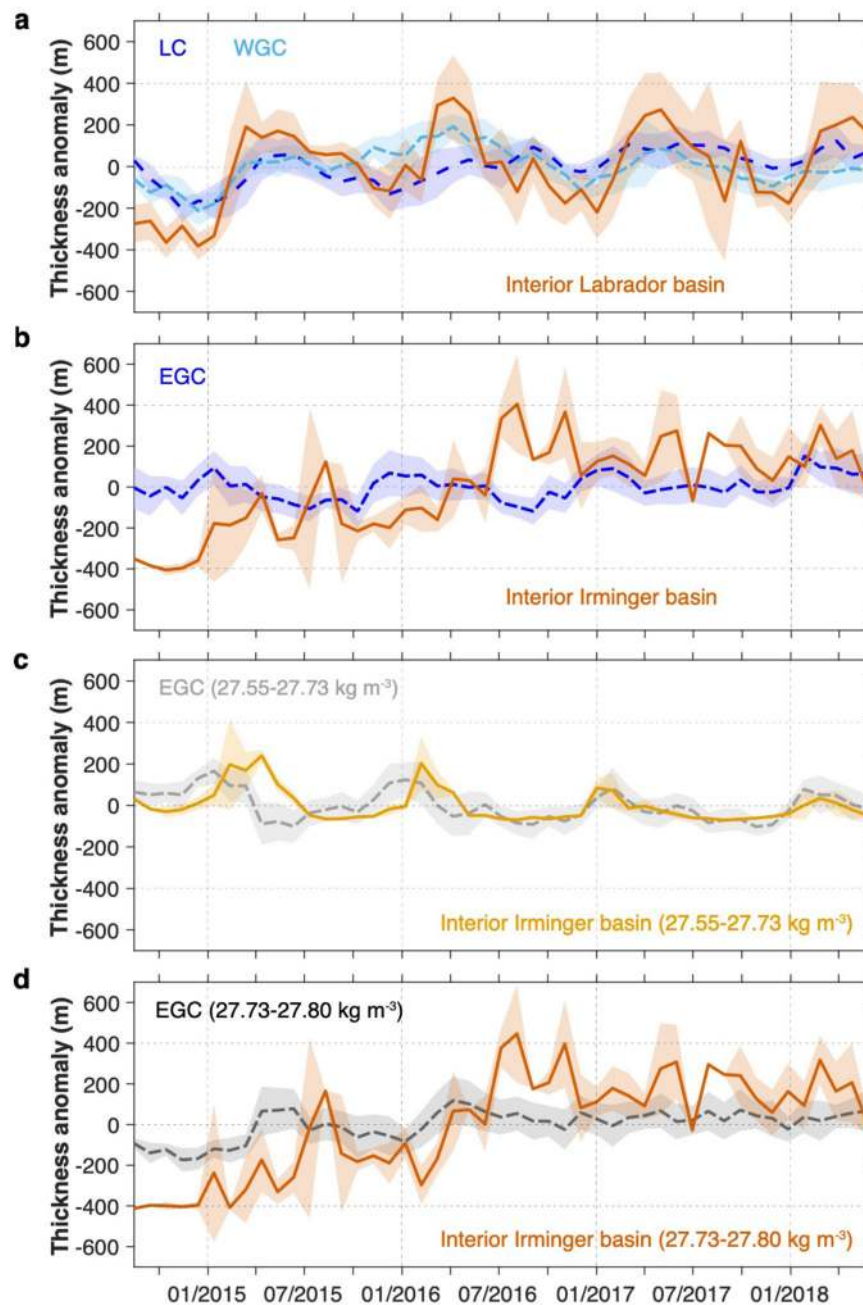 a
600
400
200
0
-200
-400
-600
Thickness anomaly (m)
LC WGC
Interior Labrador basin
b
600
400
200
0
-200
-400
-600
Thickness anomaly (m)
EGC
Interior Irminger basin
c
600
400
200
0
-200
-400
-600
Thickness anomaly (m)
EGC (27.55-27.73 kg m⁻³)
Interior Irminger basin (27.55-27.73 kg m⁻³)
d
600
400
200
0
-200
-400
-600
Thickness anomaly (m)
EGC (27.73-27.80 kg m⁻³)
Interior Irminger basin (27.73-27.80 kg m⁻³)
01/2015 07/2015 01/2016 07/2016 01/2017 07/2017 01/2018